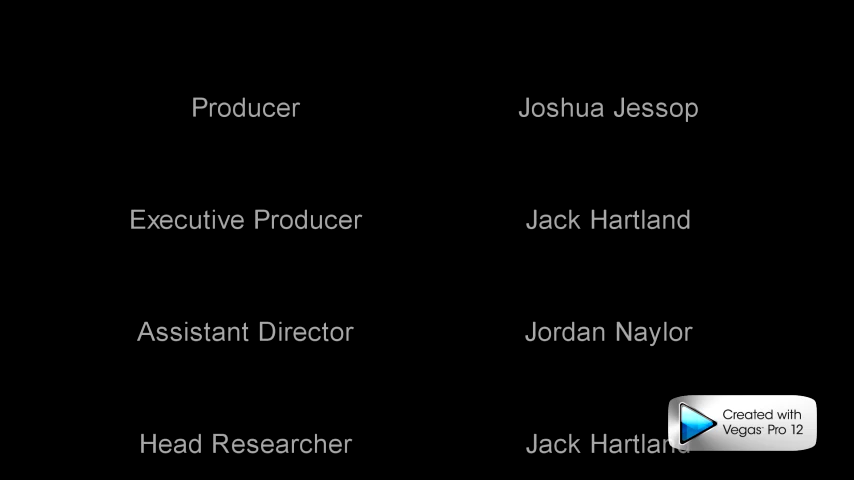 Producer Joshua Jessop
Executive Producer Jack Hartland
Assistant Director Jordan Naylor
Head Researcher Jack Hartland
Created with
Vegas™ Pro 12